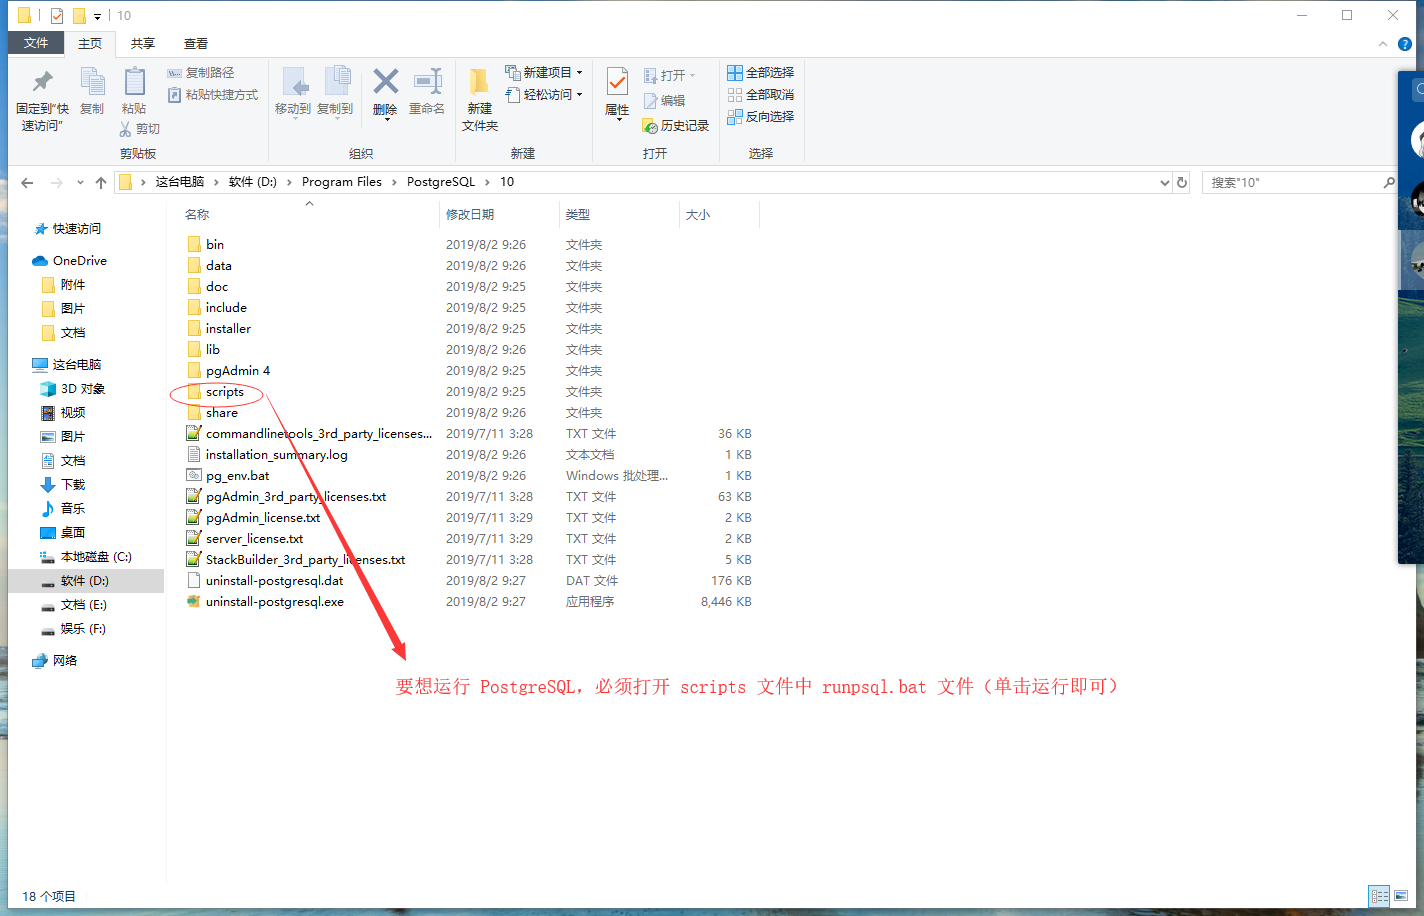 10
文件 主页 共享 查看
固定到"快速访问"
复制
粘贴
复制路径
粘贴快捷方式
剪切
剪贴板
移动到
复制到
删除
重命名
组织
新建文件夹
新建项目
轻松访问
新建
属性
打开
编辑
历史记录
打开
全部选择
全部取消
反向选择
选择
这台电脑 › 软件 (D:) › Program Files › PostgreSQL › 10
搜索"10"
快速访问
OneDrive
附件
图片
文档
这台电脑
3D 对象
视频
图片
文档
下载
音乐
桌面
本地磁盘 (C:)
软件 (D:)
文档 (E:)
娱乐 (F:)
网络
名称 修改日期 类型 大小
bin 2019/8/2 9:26 文件夹
data 2019/8/2 9:26 文件夹
doc 2019/8/2 9:25 文件夹
include 2019/8/2 9:25 文件夹
installer 2019/8/2 9:25 文件夹
lib 2019/8/2 9:26 文件夹
pgAdmin 4 2019/8/2 9:25 文件夹
scripts 2019/8/2 9:25 文件夹
share 2019/8/2 9:26 文件夹
commandlinetools_3rd_party_licenses... 2019/7/11 3:28 TXT 文件 36 KB
installation_summary.log 2019/8/2 9:26 文本文档 1 KB
pg_env.bat 2019/8/2 9:26 Windows 批处理... 1 KB
pgAdmin_3rd_party_licenses.txt 2019/7/11 3:28 TXT 文件 63 KB
pgAdmin_license.txt 2019/7/11 3:29 TXT 文件 2 KB
server_license.txt 2019/7/11 3:29 TXT 文件 2 KB
StackBuilder_3rd_party_licenses.txt 2019/7/11 3:28 TXT 文件 5 KB
uninstall-postgresql.dat 2019/8/2 9:27 DAT 文件 176 KB
uninstall-postgresql.exe 2019/8/2 9:27 应用程序 8,446 KB
要想运行 PostgreSQL，必须打开 scripts 文件中 runpsql.bat 文件（单击运行即可）
18 个项目